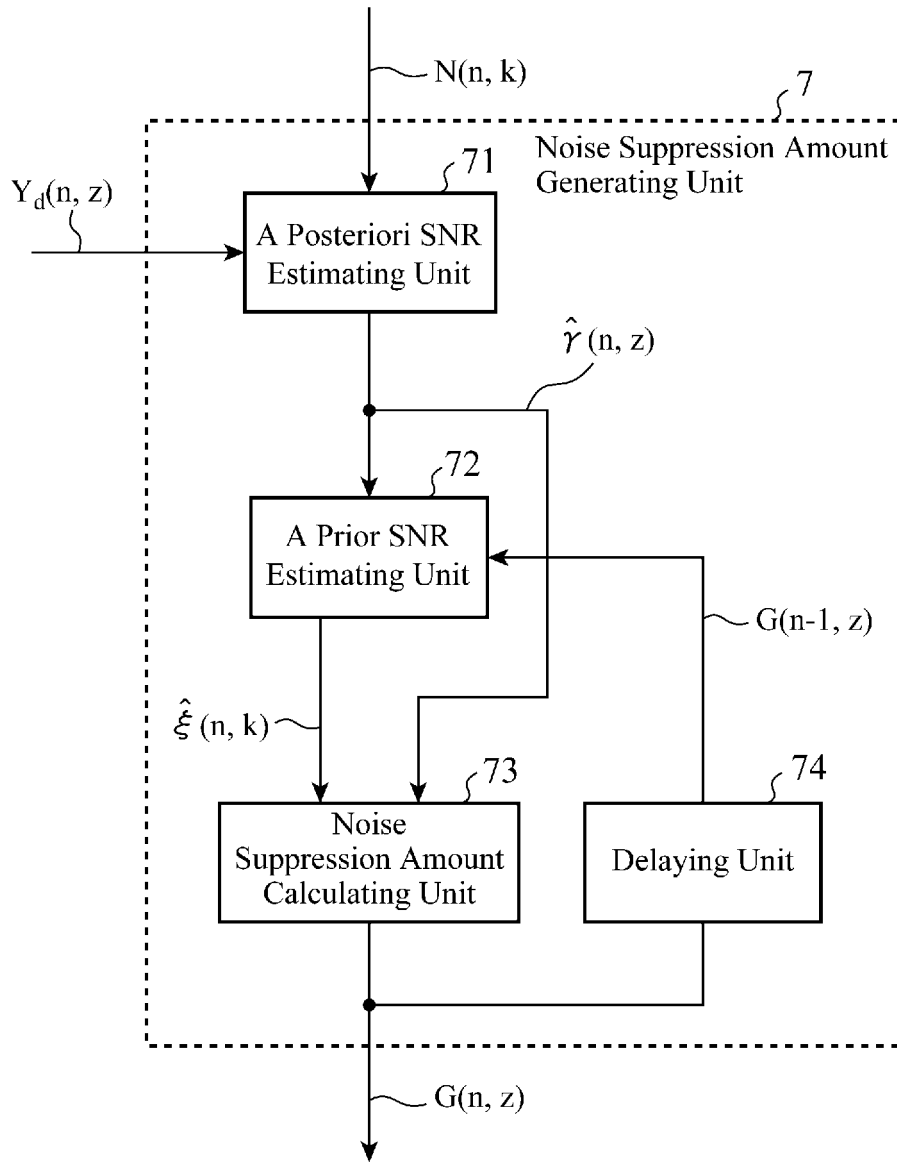 N(n, k)
7
Noise Suppression Amount
Generating Unit
71
Y_d(n, z)
A Posteriori SNR
Estimating Unit
γ̂ (n, z)
72
A Prior SNR
Estimating Unit
G(n-1, z)
ξ̂ (n, k)
73
74
Noise
Suppression Amount
Calculating Unit
Delaying Unit
G(n, z)